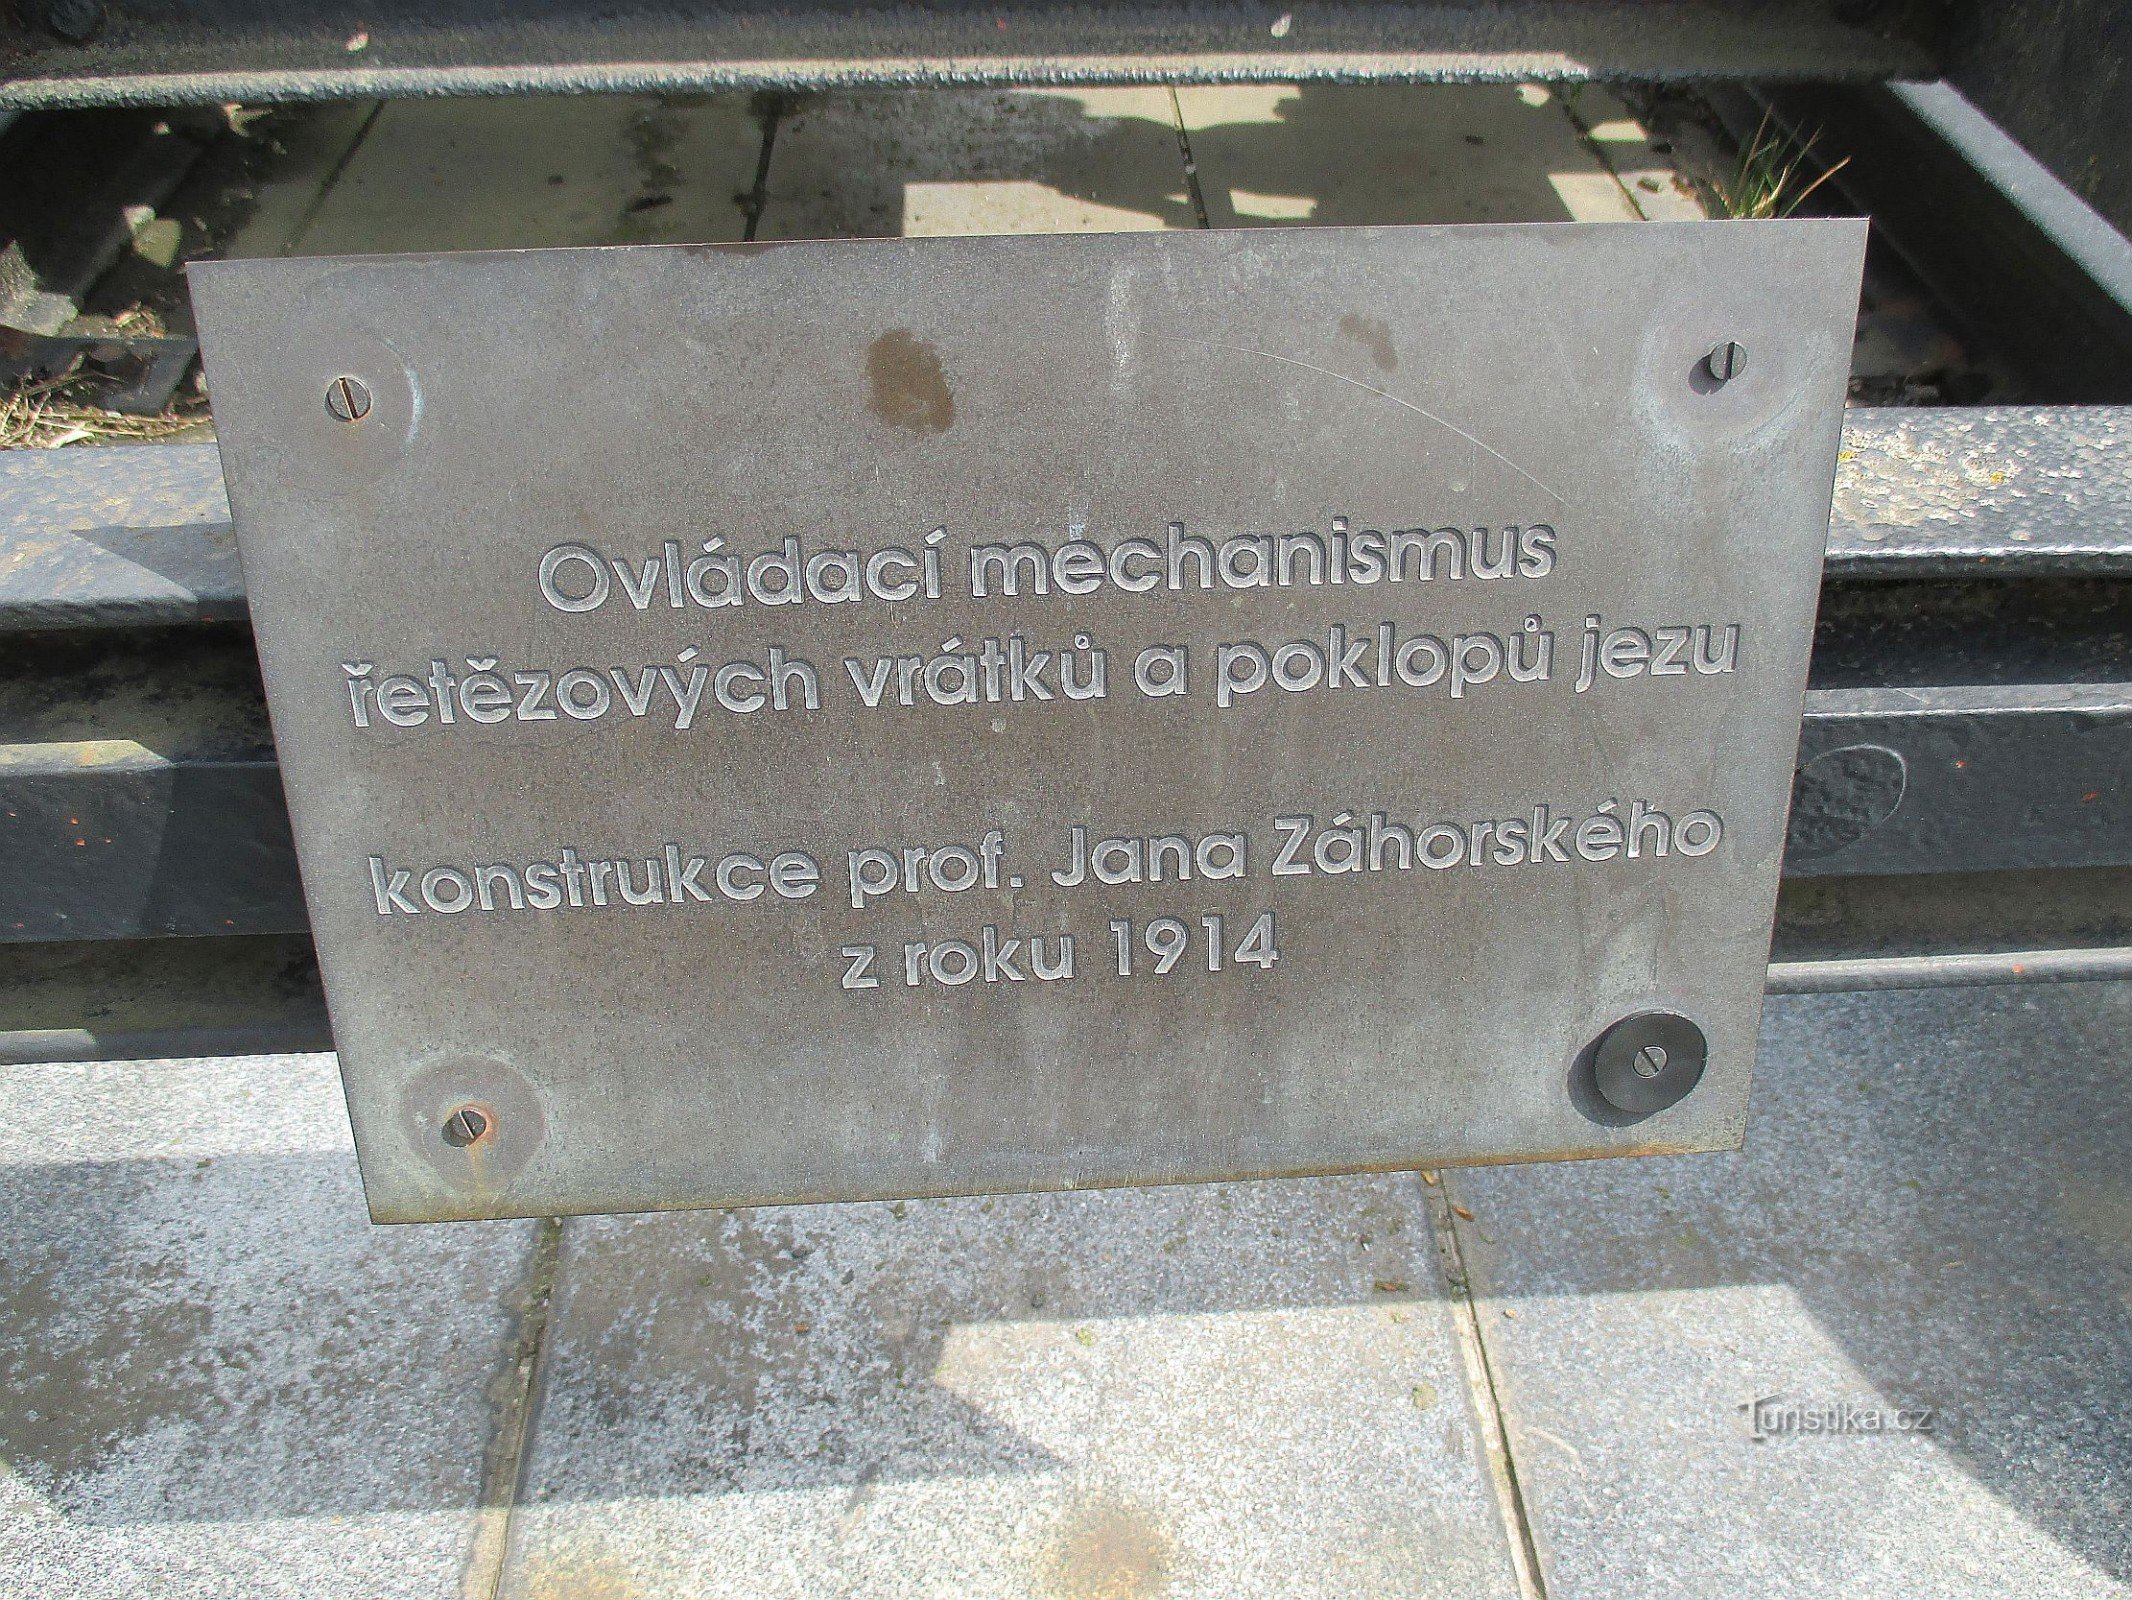 Ovládací mechanismus
řetězových vrátků a poklopů jezu
konstrukce prof. Jana Záhorského
z roku 1914
Turistika.cz